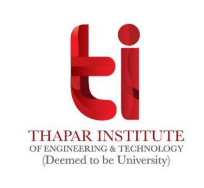 ti
THAPAR INSTITUTE
OF ENGINEERING & TECHNOLOGY
(Deemed to be University)